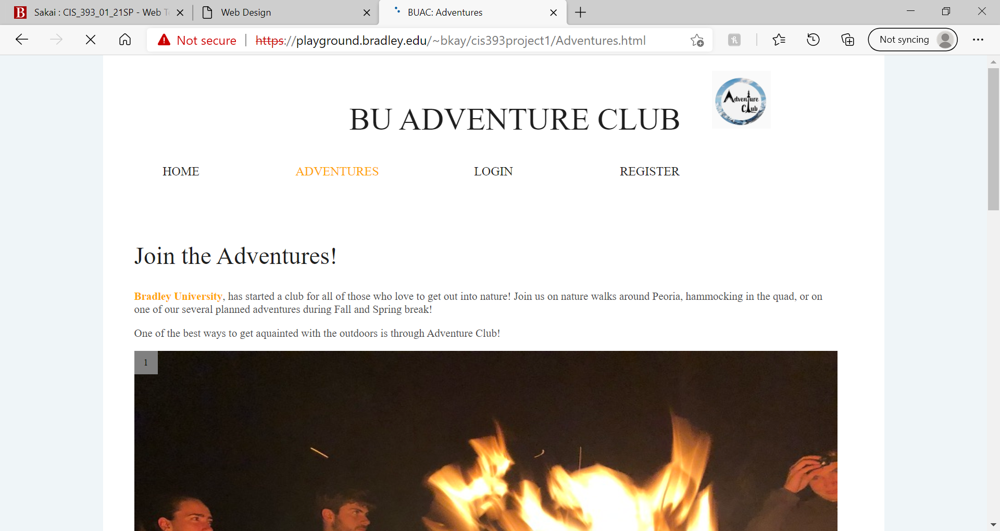 B Sakai : CIS_393_01_21SP - Web T
Web Design
BUAC: Adventures
Not secure
https://playground.bradley.edu/~bkay/cis393project1/Adventures.html
Not syncing
Adventure
Club
BU ADVENTURE CLUB
HOME ADVENTURES LOGIN REGISTER
Join the Adventures!
Bradley University, has started a club for all of those who love to get out into nature! Join us on nature walks around Peoria, hammocking in the quad, or on
one of our several planned adventures during Fall and Spring break!
One of the best ways to get aquainted with the outdoors is through Adventure Club!
1